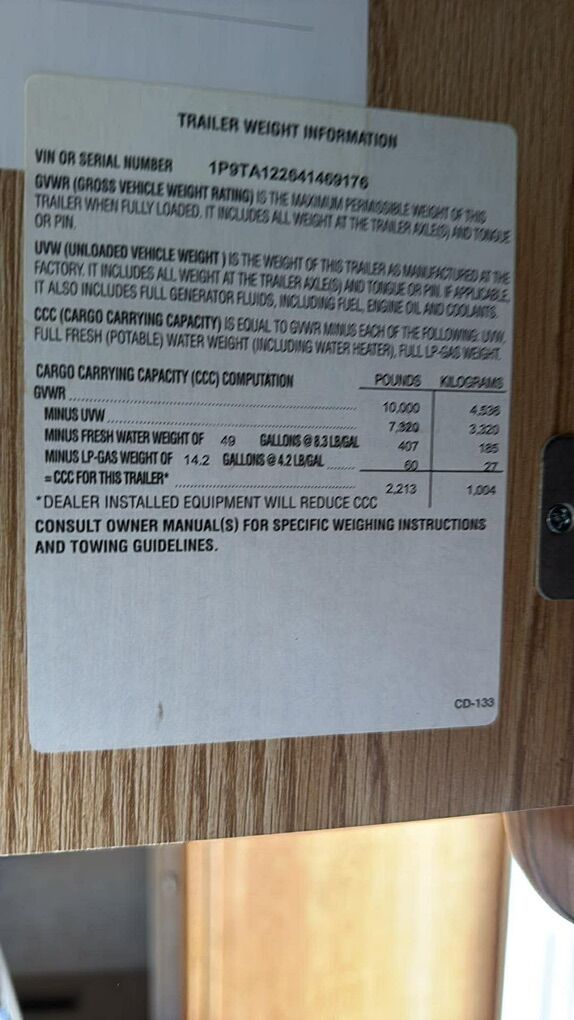 TRAILER WEIGHT INFORMATION
VIN OR SERIAL NUMBER 1P9TA122641469176
GVWR (GROSS VEHICLE WEIGHT RATING) IS THE MAXIMUM PERMISSIBLE WEIGHT OF THIS
TRAILER WHEN FULLY LOADED. IT INCLUDES ALL WEIGHT AT THE TRAILER AXLE(S) AND TONGUE
OR PIN.
UVW (UNLOADED VEHICLE WEIGHT ) IS THE WEIGHT OF THIS TRAILER AS MANUFACTURED AT THE
FACTORY. IT INCLUDES ALL WEIGHT AT THE TRAILER AXLE(S) AND TONGUE OR PIN. IF APPLICABLE,
IT ALSO INCLUDES FULL GENERATOR FLUIDS, INCLUDING FUEL, ENGINE OIL AND COOLANTS.
CCC (CARGO CARRYING CAPACITY) IS EQUAL TO GVWR MINUS EACH OF THE FOLLOWING: UVW,
FULL FRESH (POTABLE) WATER WEIGHT (INCLUDING WATER HEATER), FULL LP-GAS WEIGHT.
CARGO CARRYING CAPACITY (CCC) COMPUTATION POUNDS KILOGRAMS
GVWR 10,000 4,536
MINUS UVW 7,320 3,320
MINUS FRESH WATER WEIGHT OF 49 GALLONS @ 8.3 LB/GAL 407 185
MINUS LP-GAS WEIGHT OF 14.2 GALLONS @ 4.2 LB/GAL 60 27
= CCC FOR THIS TRAILER* 2,213 1,004
*DEALER INSTALLED EQUIPMENT WILL REDUCE CCC
CONSULT OWNER MANUAL(S) FOR SPECIFIC WEIGHING INSTRUCTIONS
AND TOWING GUIDELINES.
CD-133